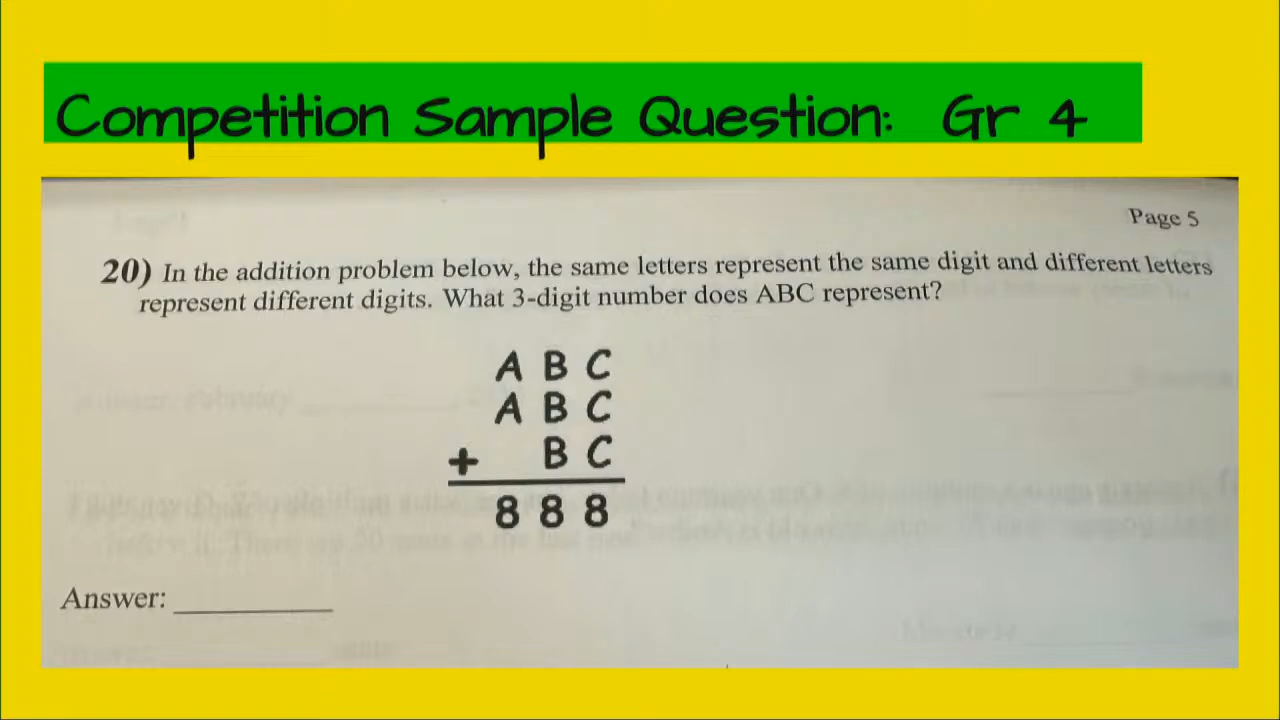 Competition Sample Question: Gr 4
Page 5
20) In the addition problem below, the same letters represent the same digit and different letters
represent different digits. What 3-digit number does ABC represent?
A B C
A B C
+ B C
8 8 8
Answer: ___________